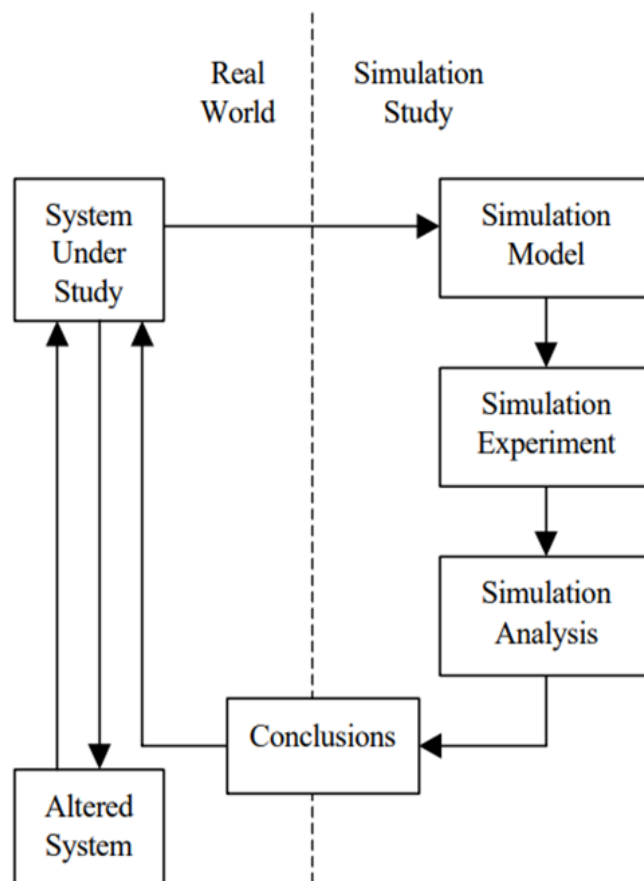 Real
World
Simulation
Study
System
Under
Study
Simulation
Model
Simulation
Experiment
Simulation
Analysis
Conclusions
Altered
System